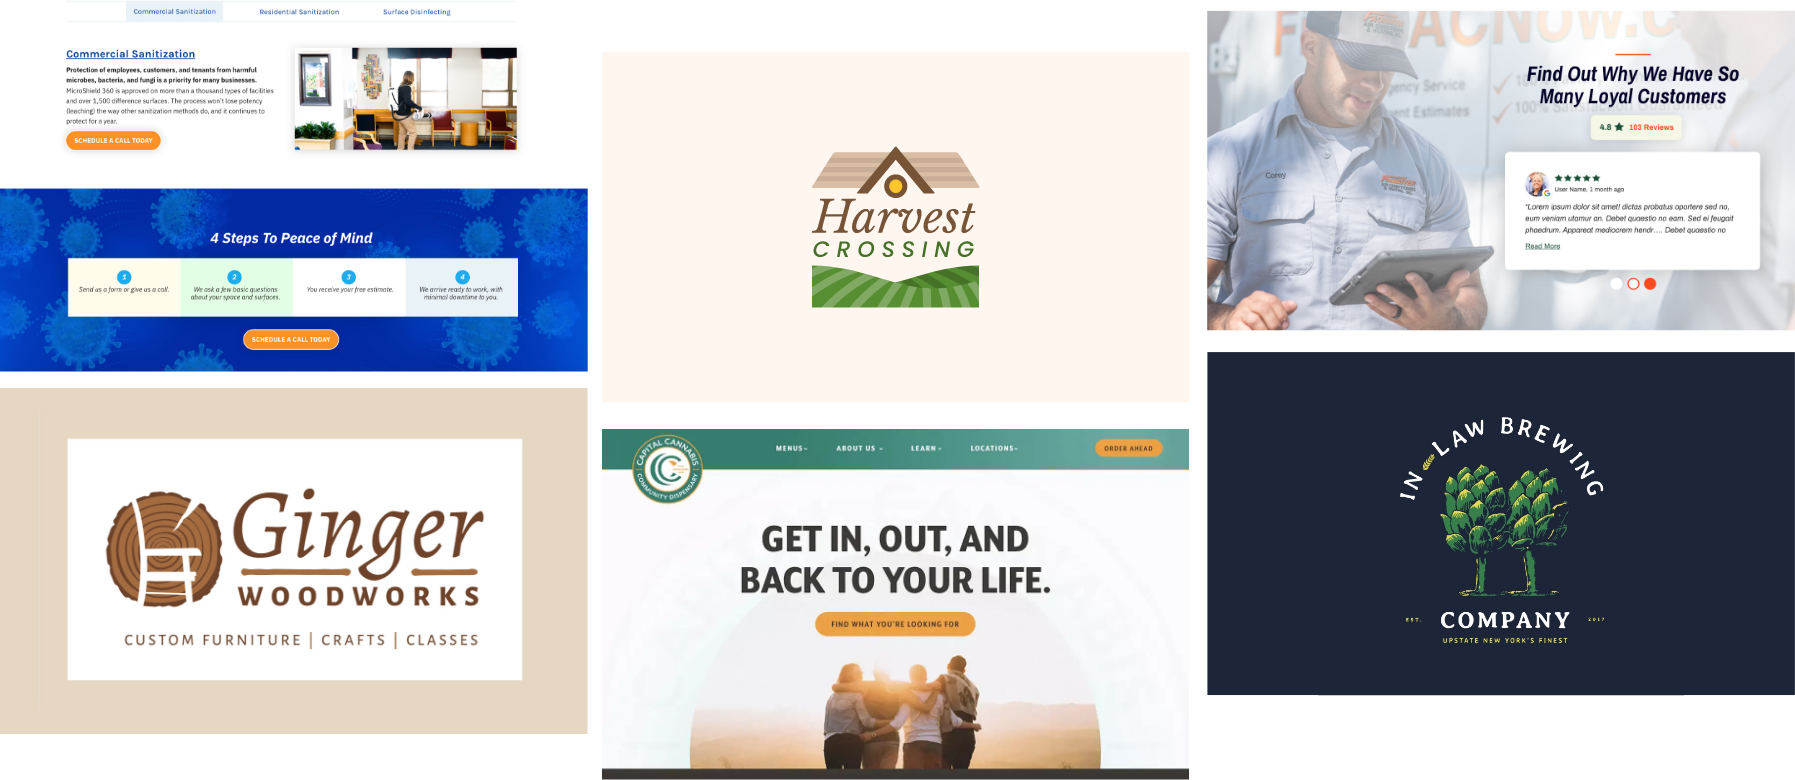 Commercial Sanitization
Residential Sanitization
Surface Disinfecting
Commercial Sanitization
Protection of employees, customers, and tenants from harmful
microbes, bacteria, and fungi is a priority for many businesses.
MicroShield 360 is approved on more than a thousand types of facilities
and over 1,500 difference surfaces. The process won't lose potency
(leaching) the way other sanitization methods do, and it continues to
protect for a year.
SCHEDULE A CALL TODAY
4 Steps To Peace of Mind
1
Send us a form or give us a call.
2
We ask a few basic questions
about your space and surfaces.
3
You receive your free estimate.
4
We arrive ready to work, with
minimal downtime to you.
SCHEDULE A CALL TODAY
Ginger
WOODWORKS
CUSTOM FURNITURE | CRAFTS | CLASSES
Harvest
CROSSING
CAPITAL CANNABIS
COMMUNITY DISPENSARY
MENUS
ABOUT US
LEARN
LOCATIONS
ORDER AHEAD
GET IN, OUT, AND
BACK TO YOUR LIFE.
FIND WHAT YOU'RE LOOKING FOR
ACNOW.C
Service
Estimates
100% Satisfaction Guaranteed
Corey
Find Out Why We Have So
Many Loyal Customers
4.8 ★ 103 Reviews
User Name, 1 month ago
"Lorem ipsum dolor sit amet! dictas probatus oportere sed no,
eum veniam utamur an. Debet quaestio no eam. Sed ei feugait
phaedrum. Appareat mediocrem hendr.... Debet quaestio no
Read More
IN LAW BREWING
EST.
COMPANY
2017
UPSTATE NEW YORK'S FINEST